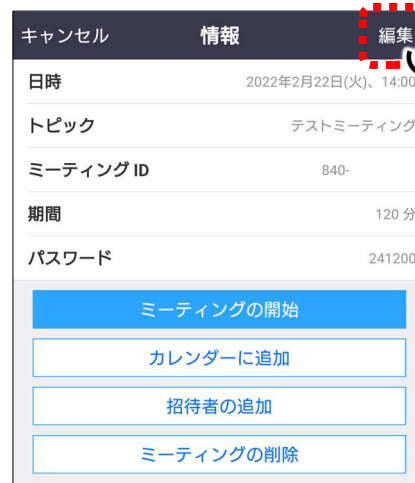 キャンセル 情報 編集
日時 2022年2月22日(火)、14:00
トピック テストミーティング
ミーティング ID 840-
期間 120 分
パスワード 241200
ミーティングの開始
カレンダーに追加
招待者の追加
ミーティングの削除